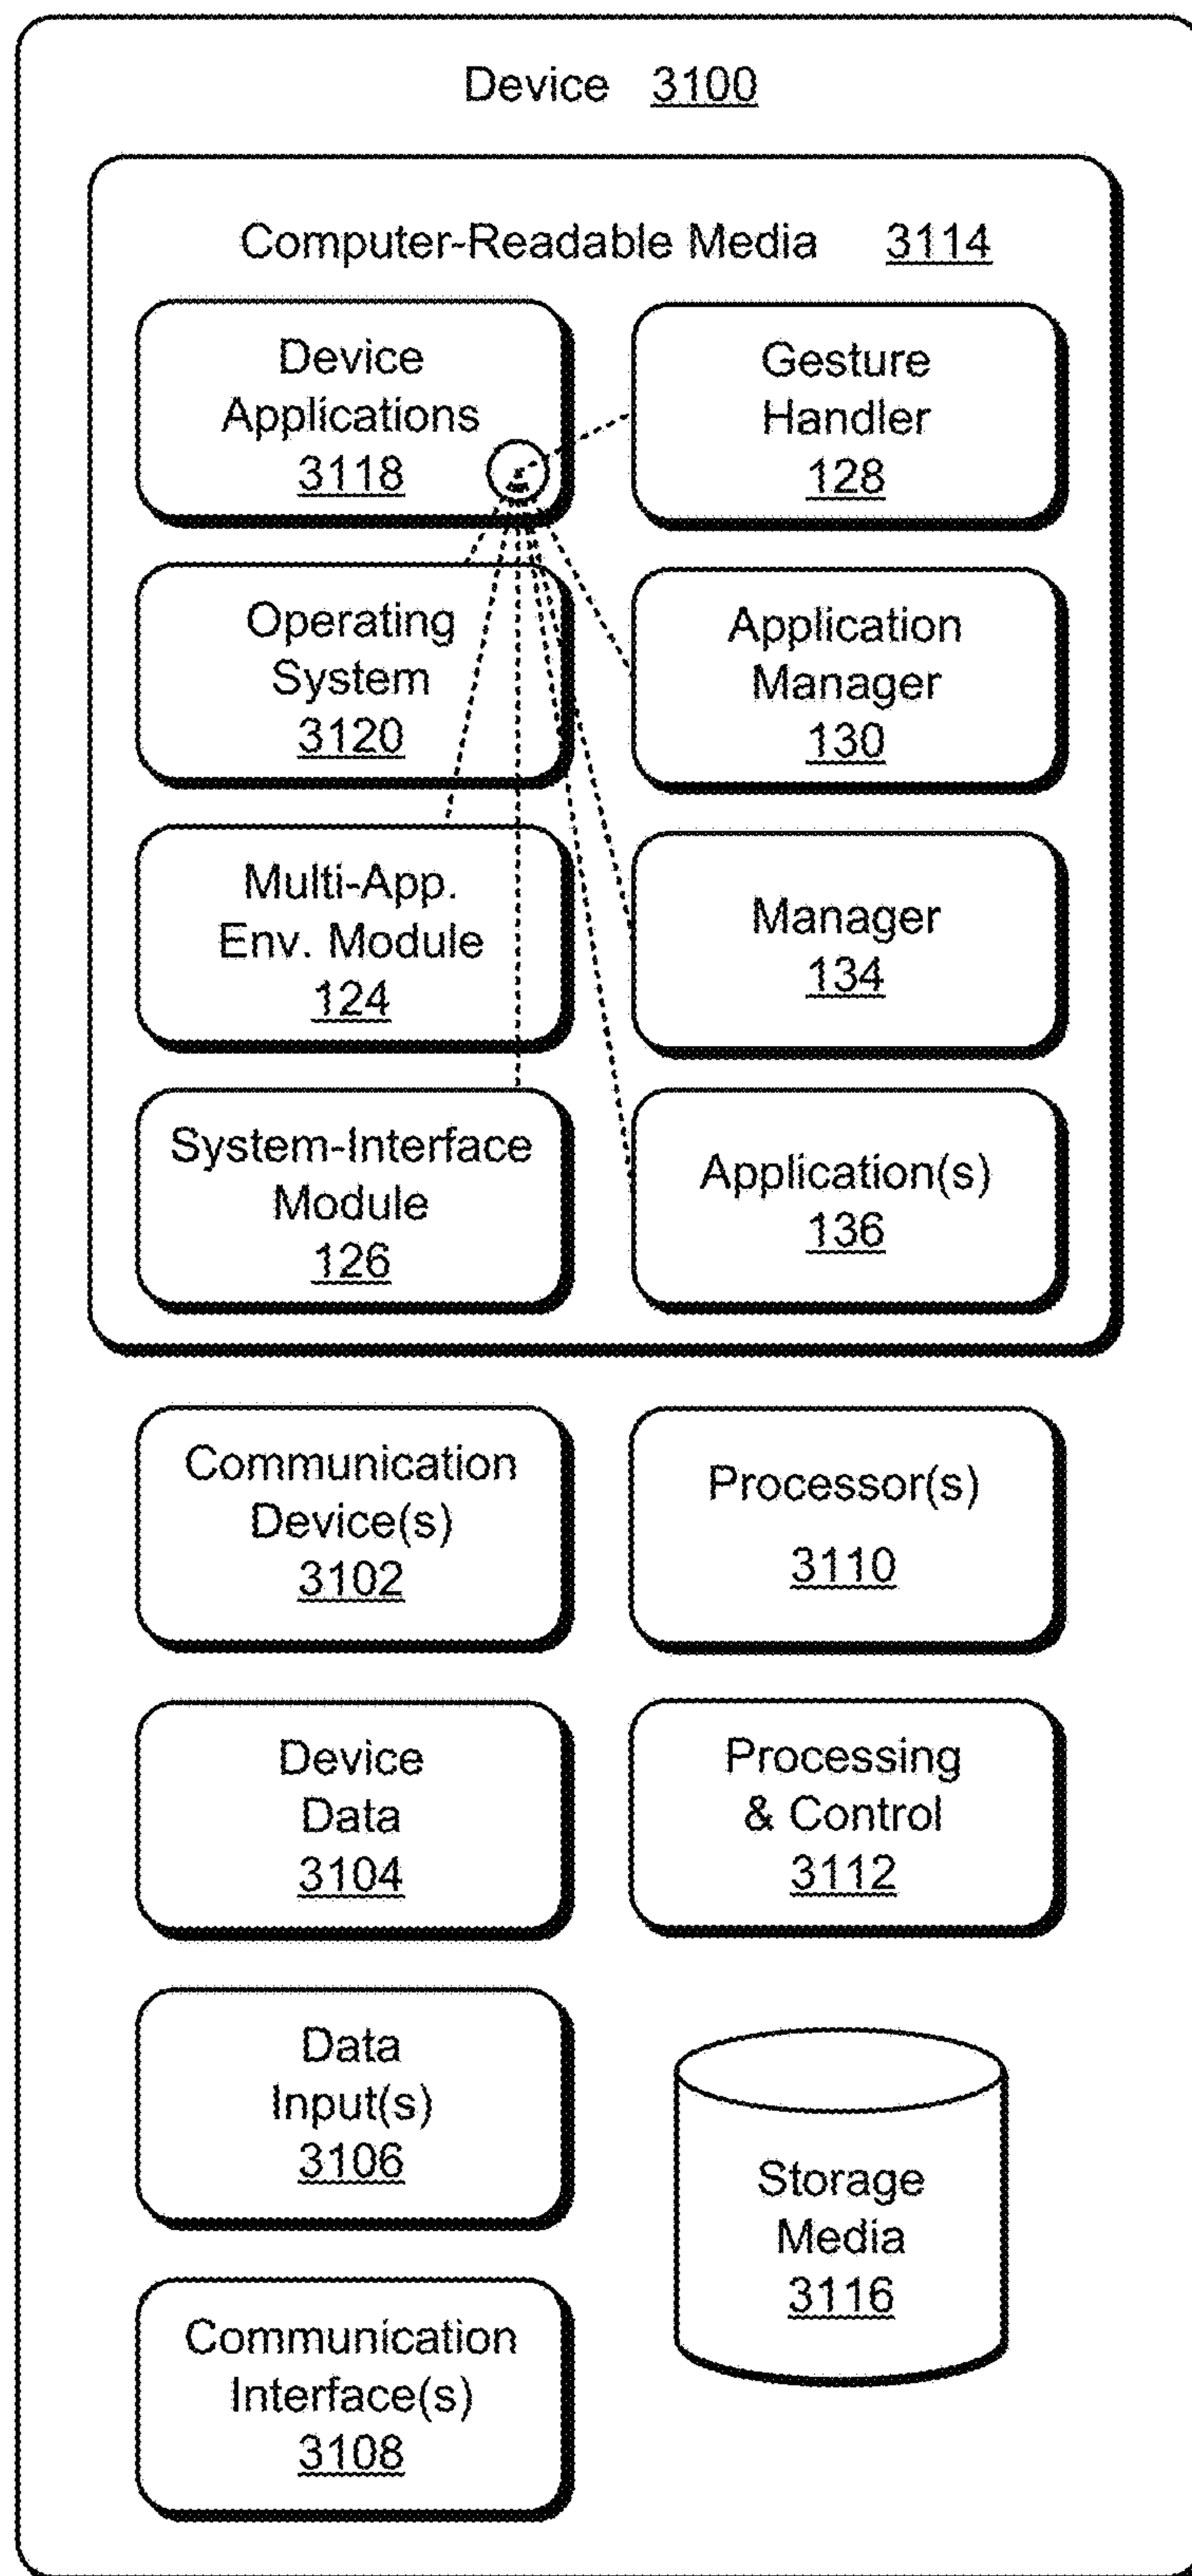 Device 3100
Computer-Readable Media 3114
Device
Applications
3118
Gesture
Handler
128
Operating
System
3120
Application
Manager
130
Multi-App.
Env. Module
124
Manager
134
System-Interface
Module
126
Application(s)
136
Communication
Device(s)
3102
Processor(s)
3110
Device
Data
3104
Processing
& Control
3112
Data
Input(s)
3106
Storage
Media
3116
Communication
Interface(s)
3108